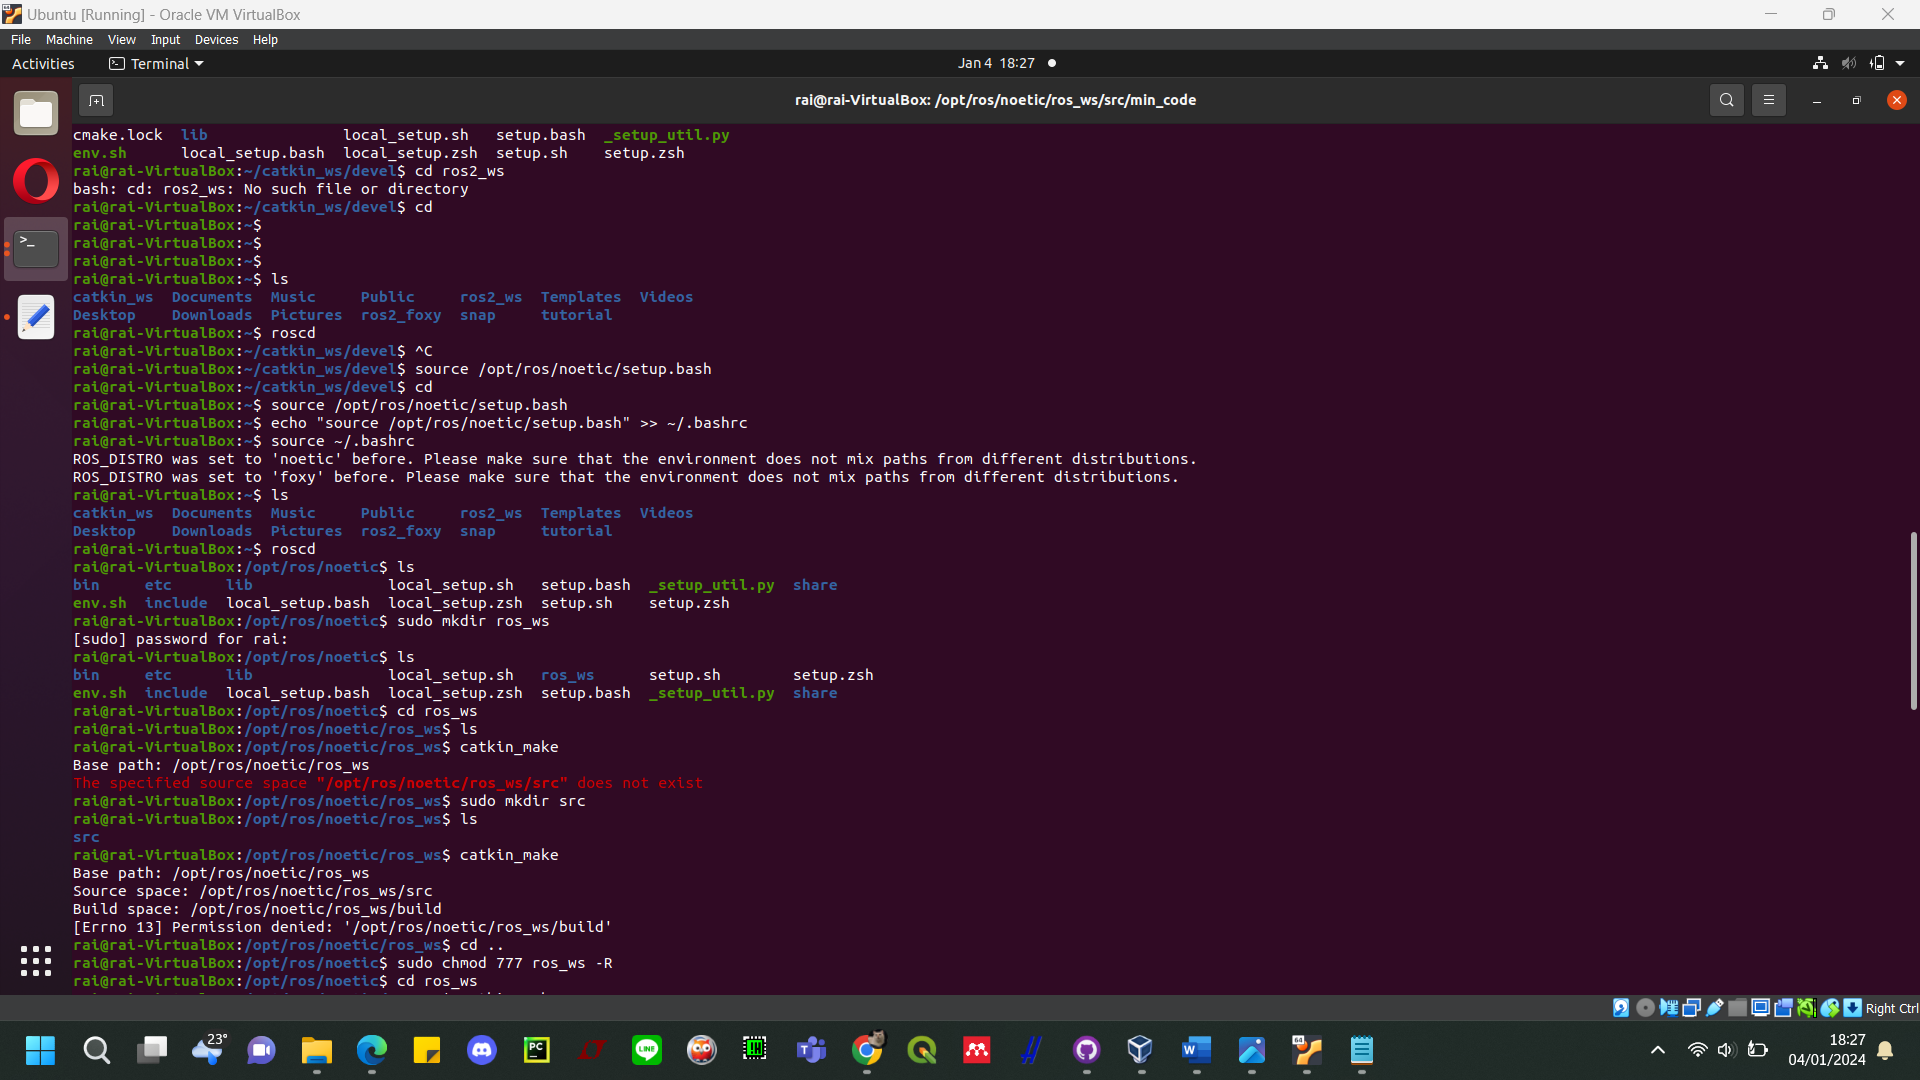 Ubuntu [Running] - Oracle VM VirtualBox
File Machine View Input Devices Help
Activities Terminal Jan 4 18:27
rai@rai-VirtualBox: /opt/ros/noetic/ros_ws/src/min_code
cmake.lock lib local_setup.sh setup.bash _setup_util.py
env.sh local_setup.bash local_setup.zsh setup.sh setup.zsh
rai@rai-VirtualBox:~/catkin_ws/devel$ cd ros2_ws
bash: cd: ros2_ws: No such file or directory
rai@rai-VirtualBox:~/catkin_ws/devel$ cd
rai@rai-VirtualBox:~$
rai@rai-VirtualBox:~$
rai@rai-VirtualBox:~$
rai@rai-VirtualBox:~$ ls
catkin_ws Documents Music Public ros2_ws Templates Videos
Desktop Downloads Pictures ros2_foxy snap tutorial
rai@rai-VirtualBox:~$ roscd
rai@rai-VirtualBox:~/catkin_ws/devel$ ^C
rai@rai-VirtualBox:~/catkin_ws/devel$ source /opt/ros/noetic/setup.bash
rai@rai-VirtualBox:~/catkin_ws/devel$ cd
rai@rai-VirtualBox:~$ source /opt/ros/noetic/setup.bash
rai@rai-VirtualBox:~$ echo "source /opt/ros/noetic/setup.bash" >> ~/.bashrc
rai@rai-VirtualBox:~$ source ~/.bashrc
ROS_DISTRO was set to 'noetic' before. Please make sure that the environment does not mix paths from different distributions.
ROS_DISTRO was set to 'foxy' before. Please make sure that the environment does not mix paths from different distributions.
rai@rai-VirtualBox:~$ ls
catkin_ws Documents Music Public ros2_ws Templates Videos
Desktop Downloads Pictures ros2_foxy snap tutorial
rai@rai-VirtualBox:~$ roscd
rai@rai-VirtualBox:/opt/ros/noetic$ ls
bin etc lib local_setup.sh setup.bash _setup_util.py share
env.sh include local_setup.bash local_setup.zsh setup.sh setup.zsh
rai@rai-VirtualBox:/opt/ros/noetic$ sudo mkdir ros_ws
[sudo] password for rai:
rai@rai-VirtualBox:/opt/ros/noetic$ ls
bin etc lib local_setup.sh ros_ws setup.sh setup.zsh
env.sh include local_setup.bash local_setup.zsh setup.bash _setup_util.py share
rai@rai-VirtualBox:/opt/ros/noetic$ cd ros_ws
rai@rai-VirtualBox:/opt/ros/noetic/ros_ws$ ls
rai@rai-VirtualBox:/opt/ros/noetic/ros_ws$ catkin_make
Base path: /opt/ros/noetic/ros_ws
The specified source space "/opt/ros/noetic/ros_ws/src" does not exist
rai@rai-VirtualBox:/opt/ros/noetic/ros_ws$ sudo mkdir src
rai@rai-VirtualBox:/opt/ros/noetic/ros_ws$ ls
src
rai@rai-VirtualBox:/opt/ros/noetic/ros_ws$ catkin_make
Base path: /opt/ros/noetic/ros_ws
Source space: /opt/ros/noetic/ros_ws/src
Build space: /opt/ros/noetic/ros_ws/build
[Errno 13] Permission denied: '/opt/ros/noetic/ros_ws/build'
rai@rai-VirtualBox:/opt/ros/noetic/ros_ws$ cd ..
rai@rai-VirtualBox:/opt/ros/noetic$ sudo chmod 777 ros_ws -R
rai@rai-VirtualBox:/opt/ros/noetic$ cd ros_ws
Right Ctrl
23°
PC
LINE
W
64
18:27
04/01/2024